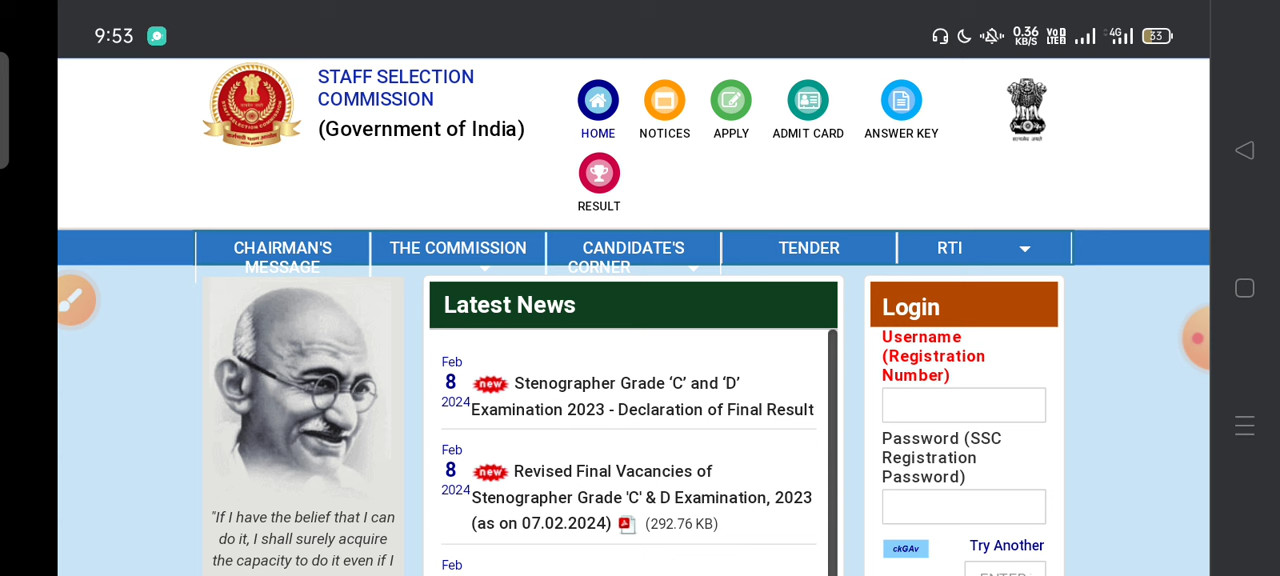 9:53
0.36
KB/S
VoD
LTE2
4G
33
STAFF SELECTION
COMMISSION
(Government of India)
HOME
NOTICES
APPLY
ADMIT CARD
ANSWER KEY
RESULT
CHAIRMAN'S
MESSAGE
THE COMMISSION
CANDIDATE'S
CORNER
TENDER
RTI
"If I have the belief that I can
do it, I shall surely acquire
the capacity to do it even if I
Latest News
Feb
8
2024
new Stenographer Grade ‘C’ and ‘D’
Examination 2023 - Declaration of Final Result
Feb
8
2024
new Revised Final Vacancies of
Stenographer Grade 'C' & D Examination, 2023
(as on 07.02.2024) (292.76 KB)
Feb
Login
Username
(Registration
Number)
Password (SSC
Registration
Password)
ckGAv
Try Another